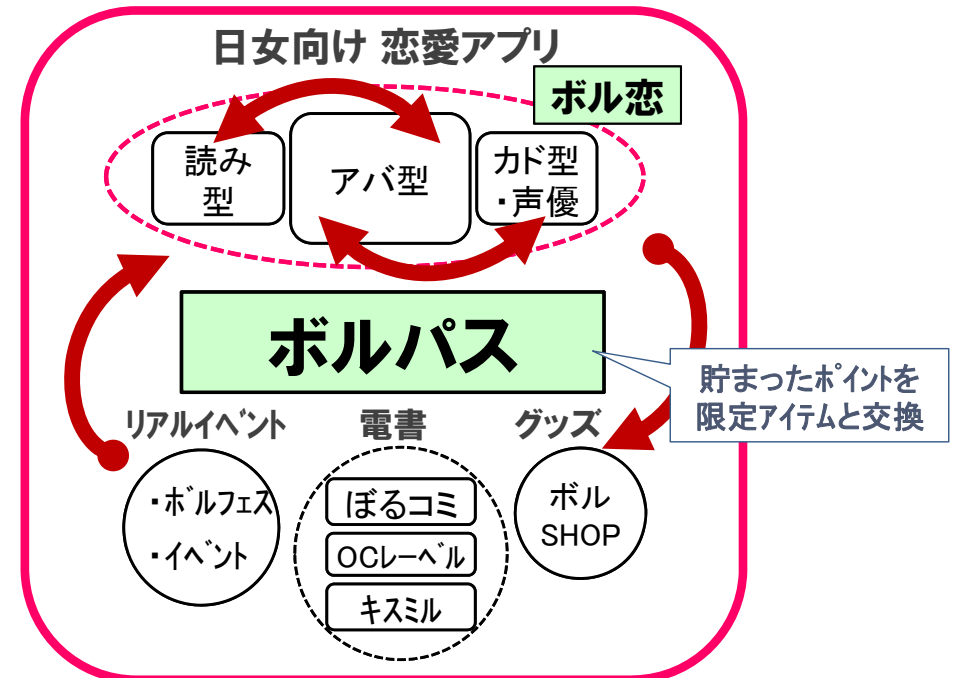 日女向け 恋愛アプリ
ボル恋
読み
型
アバ型
カド型
・声優
ボルパス
貯まったﾎﾟｲﾝﾄを
限定ｱｲﾃﾑと交換
リアルイベント
電書
グッズ
・ﾎﾞﾙﾌｪｽ
・ｲﾍﾞﾝﾄ
ぼるコミ
OCﾚｰﾍﾞﾙ
キスミル
ボル
SHOP